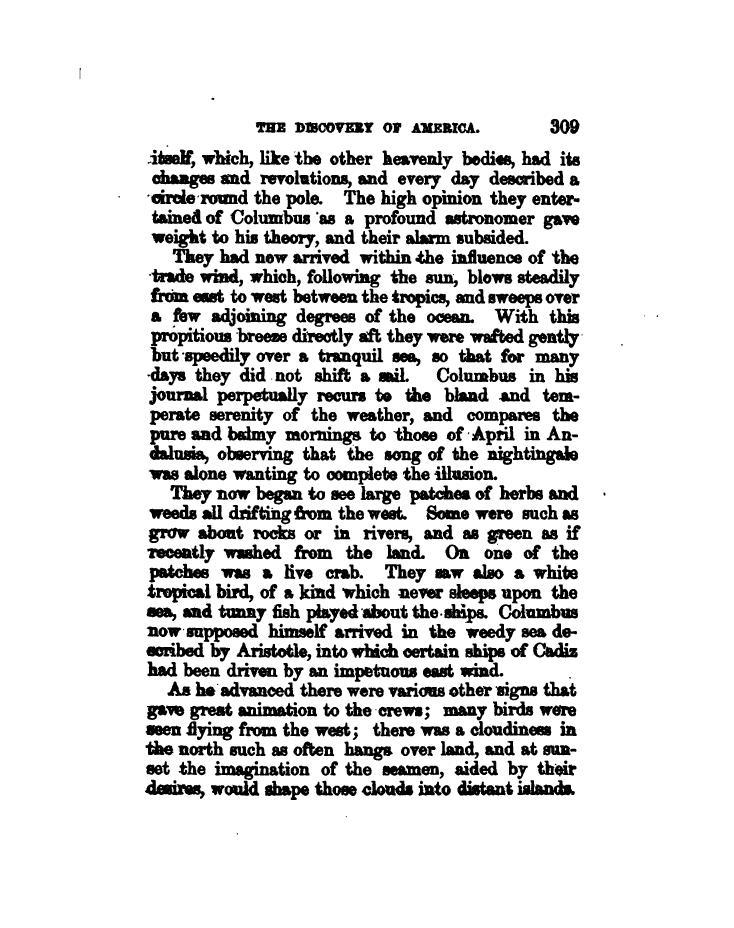 THE DISCOVERY OF AMERICA. 309
itself, which, like the other heavenly bodies, had its
changes and revolutions, and every day described a
circle round the pole. The high opinion they enter-
tained of Columbus as a profound astronomer gave
weight to his theory, and their alarm subsided.
They had now arrived within the influence of the
trade wind, which, following the sun, blows steadily
from east to west between the tropics, and sweeps over
a few adjoining degrees of the ocean. With this
propitious breeze directly aft they were wafted gently
but speedily over a tranquil sea, so that for many
days they did not shift a sail. Columbus in his
journal perpetually recurs to the bland and tem-
perate serenity of the weather, and compares the
pure and balmy mornings to those of April in An-
dalusia, observing that the song of the nightingale
was alone wanting to complete the illusion.
They now began to see large patches of herbs and
weeds all drifting from the west. Some were such as
grow about rocks or in rivers, and as green as if
recently washed from the land. On one of the
patches was a live crab. They saw also a white
tropical bird, of a kind which never sleeps upon the
sea, and tunny fish played about the ships. Columbus
now supposed himself arrived in the weedy sea de-
scribed by Aristotle, into which certain ships of Cadiz
had been driven by an impetuous east wind.
As he advanced there were various other signs that
gave great animation to the crews; many birds were
seen flying from the west; there was a cloudiness in
the north such as often hangs over land, and at sun-
set the imagination of the seamen, aided by their
desires, would shape those clouds into distant islands.